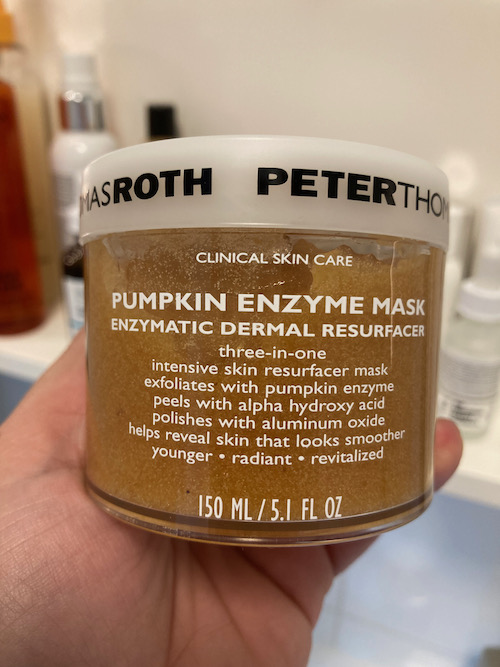 MASROTH PETERTHOM
CLINICAL SKIN CARE
PUMPKIN ENZYME MASK
ENZYMATIC DERMAL RESURFACER
three-in-one
intensive skin resurfacer mask
exfoliates with pumpkin enzyme
peels with alpha hydroxy acid
polishes with aluminum oxide
helps reveal skin that looks smoother
younger • radiant • revitalized
150 ML / 5.1 FL OZ